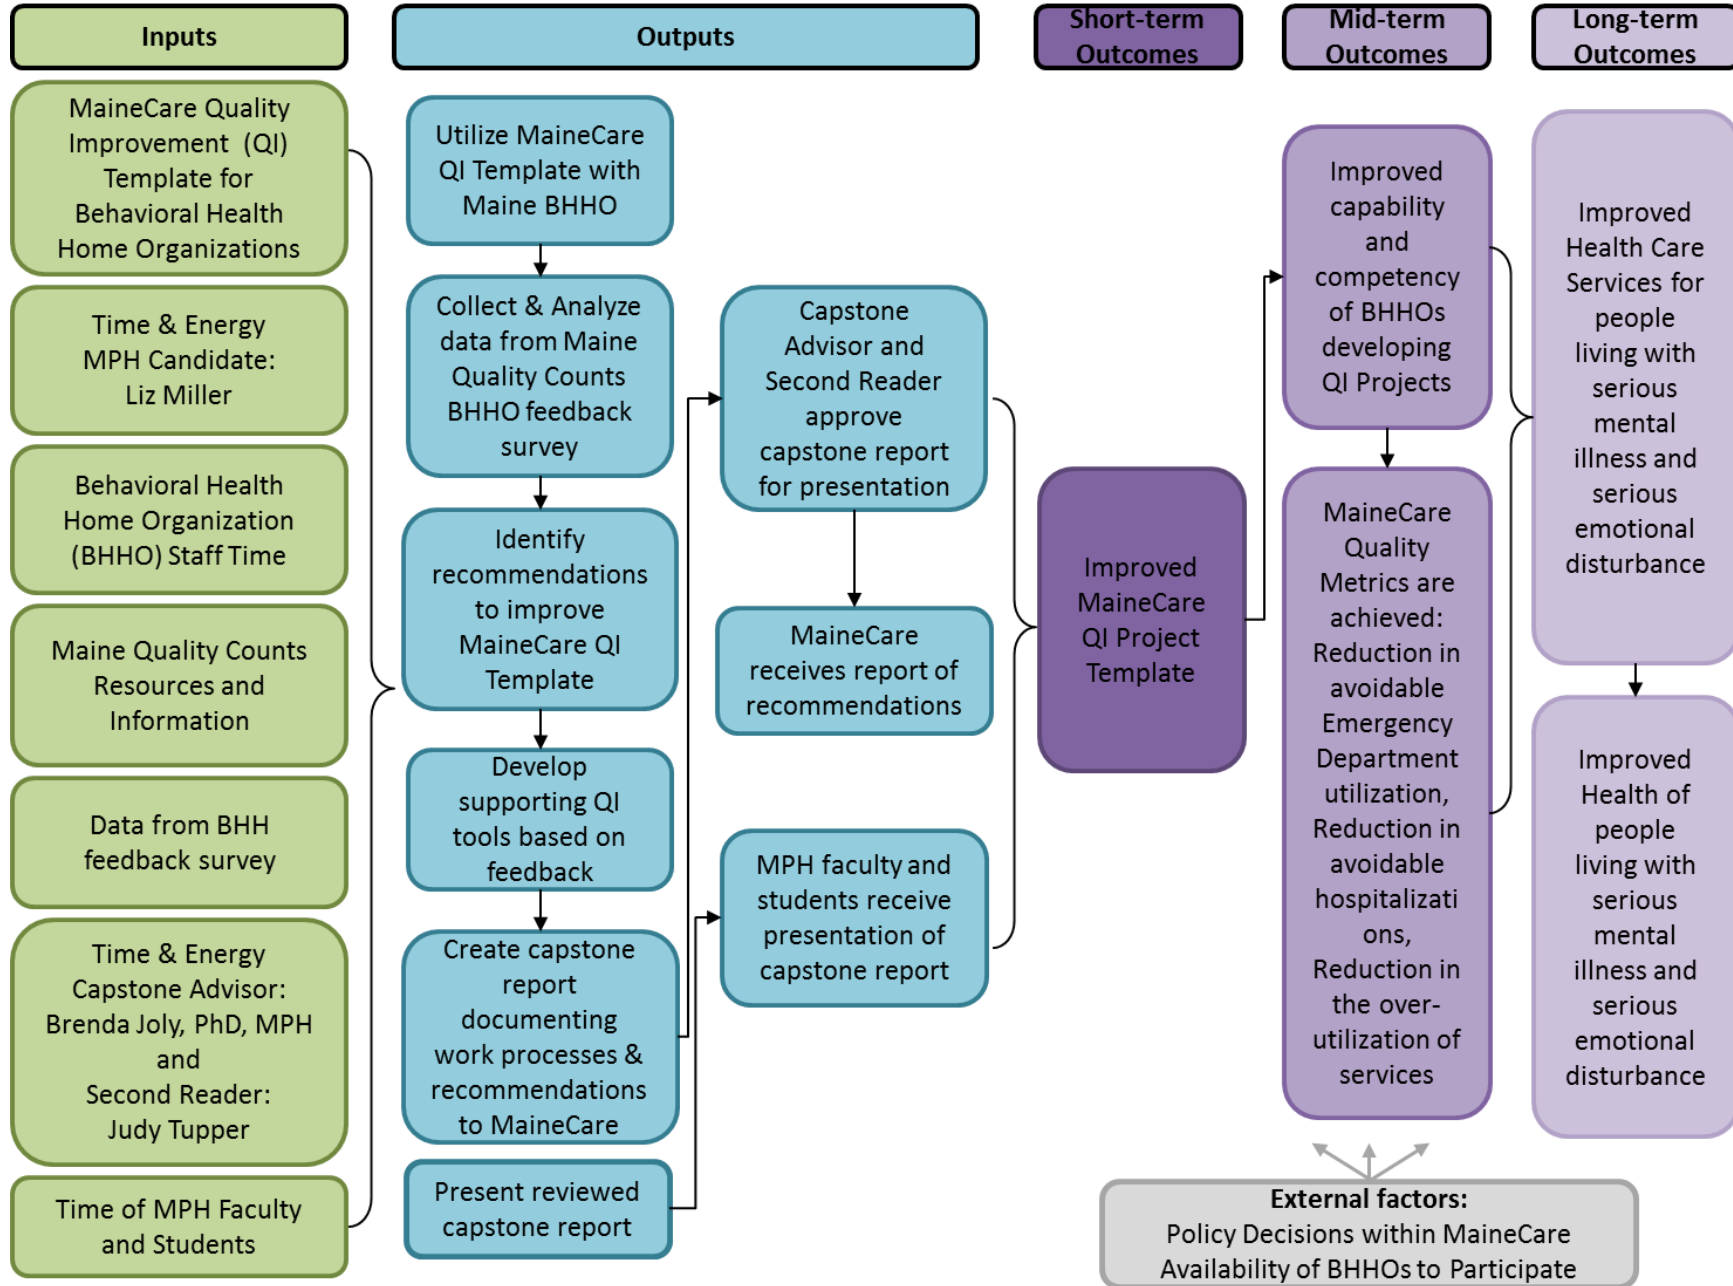 Inputs
Outputs
Short-term
Outcomes
Mid-term
Outcomes
Long-term
Outcomes
MaineCare Quality
Improvement (QI)
Template for
Behavioral Health
Home Organizations
Time & Energy
MPH Candidate:
Liz Miller
Behavioral Health
Home Organization
(BHHO) Staff Time
Maine Quality Counts
Resources and
Information
Data from BHH
feedback survey
Time & Energy
Capstone Advisor:
Brenda Joly, PhD, MPH
and
Second Reader:
Judy Tupper
Time of MPH Faculty
and Students
Utilize MaineCare
QI Template with
Maine BHHO
Collect & Analyze
data from Maine
Quality Counts
BHHO feedback
survey
Identify
recommendations
to improve
MaineCare QI
Template
Develop
supporting QI
tools based on
feedback
Create capstone
report
documenting
work processes &
recommendations
to MaineCare
Present reviewed
capstone report
Capstone
Advisor and
Second Reader
approve
capstone report
for presentation
MaineCare
receives report of
recommendations
MPH faculty and
students receive
presentation of
capstone report
Improved
MaineCare
QI Project
Template
Improved
capability
and
competency
of BHHOs
developing
QI Projects
MaineCare
Quality
Metrics are
achieved:
Reduction in
avoidable
Emergency
Department
utilization,
Reduction in
avoidable
hospitalizati
ons,
Reduction in
the over-
utilization of
services
Improved
Health Care
Services for
people
living with
serious
mental
illness and
serious
emotional
disturbance
Improved
Health of
people
living with
serious
mental
illness and
serious
emotional
disturbance
External factors:
Policy Decisions within MaineCare
Availability of BHHOs to Participate